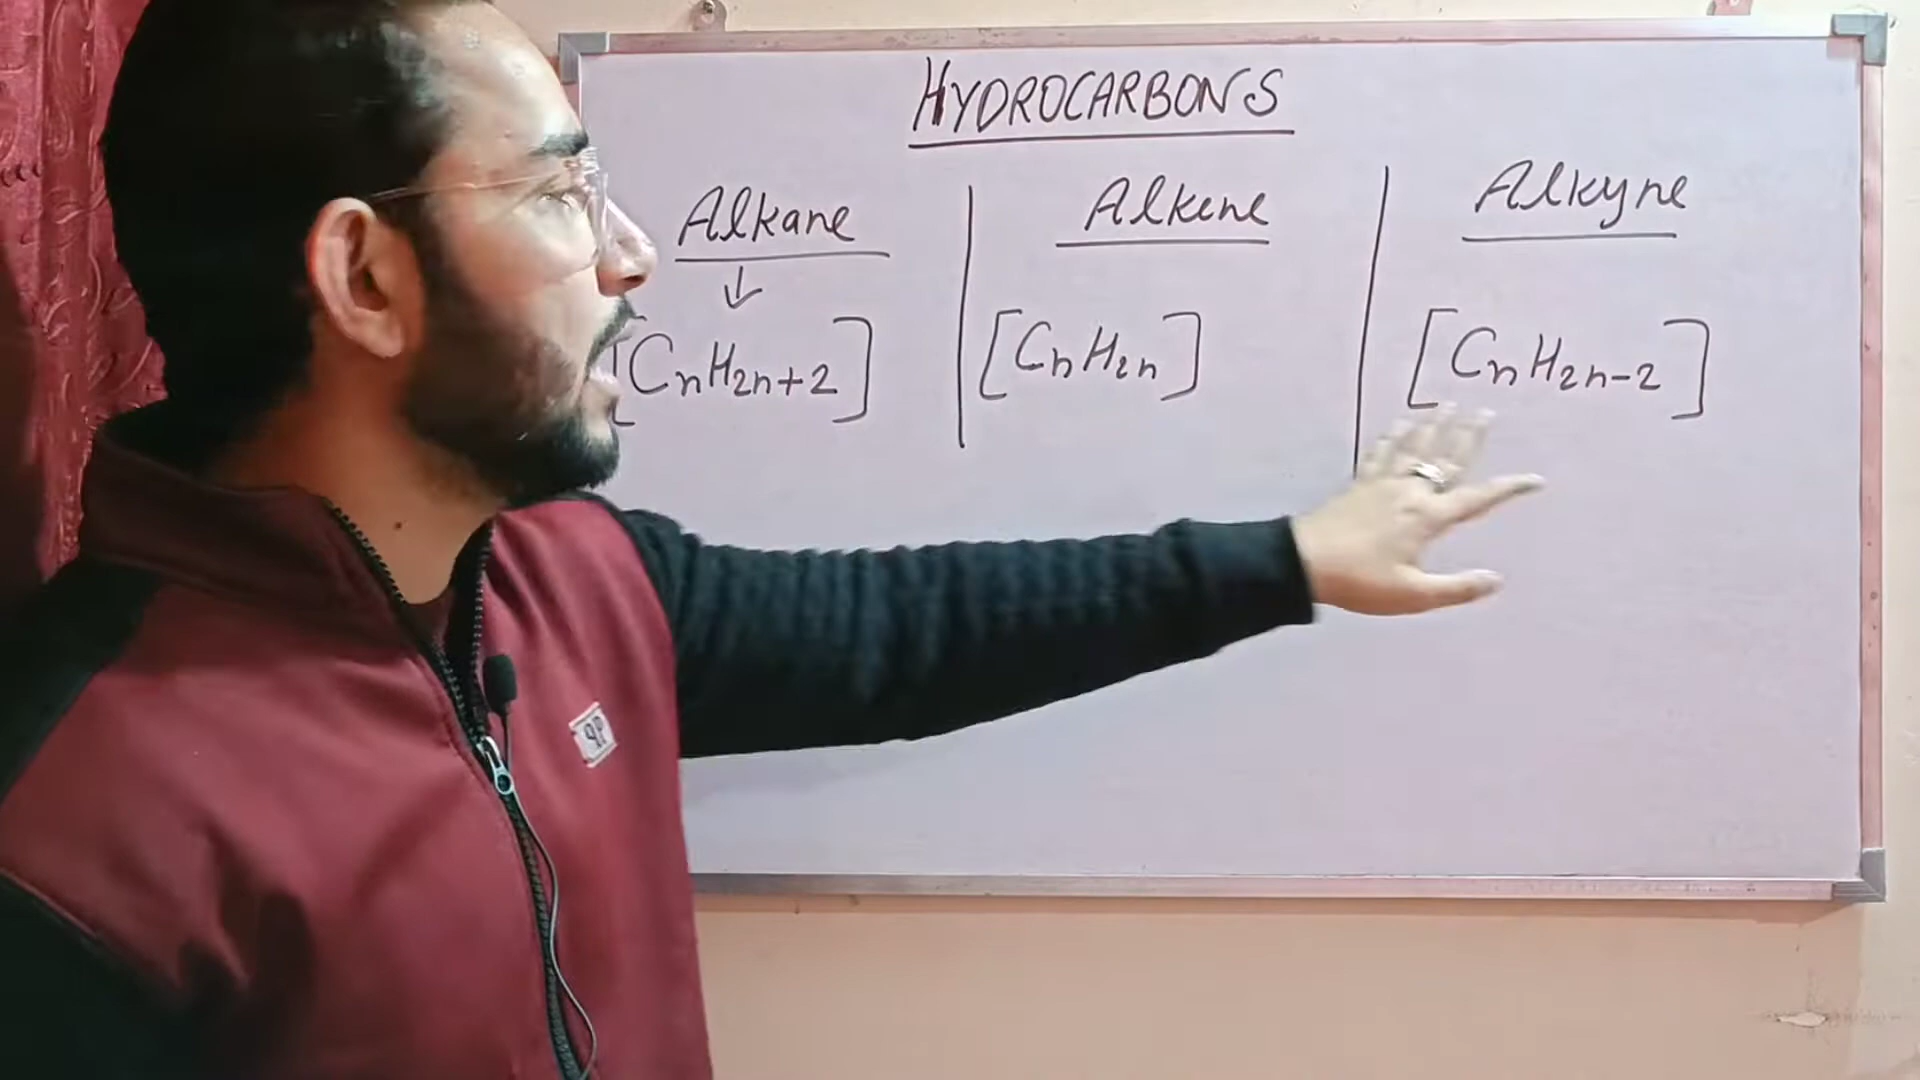 HYDROCARBONS
Alkane | Alkene | Alkyne
↓
[CnH2n+2] | [CnH2n] | [CnH2n-2]